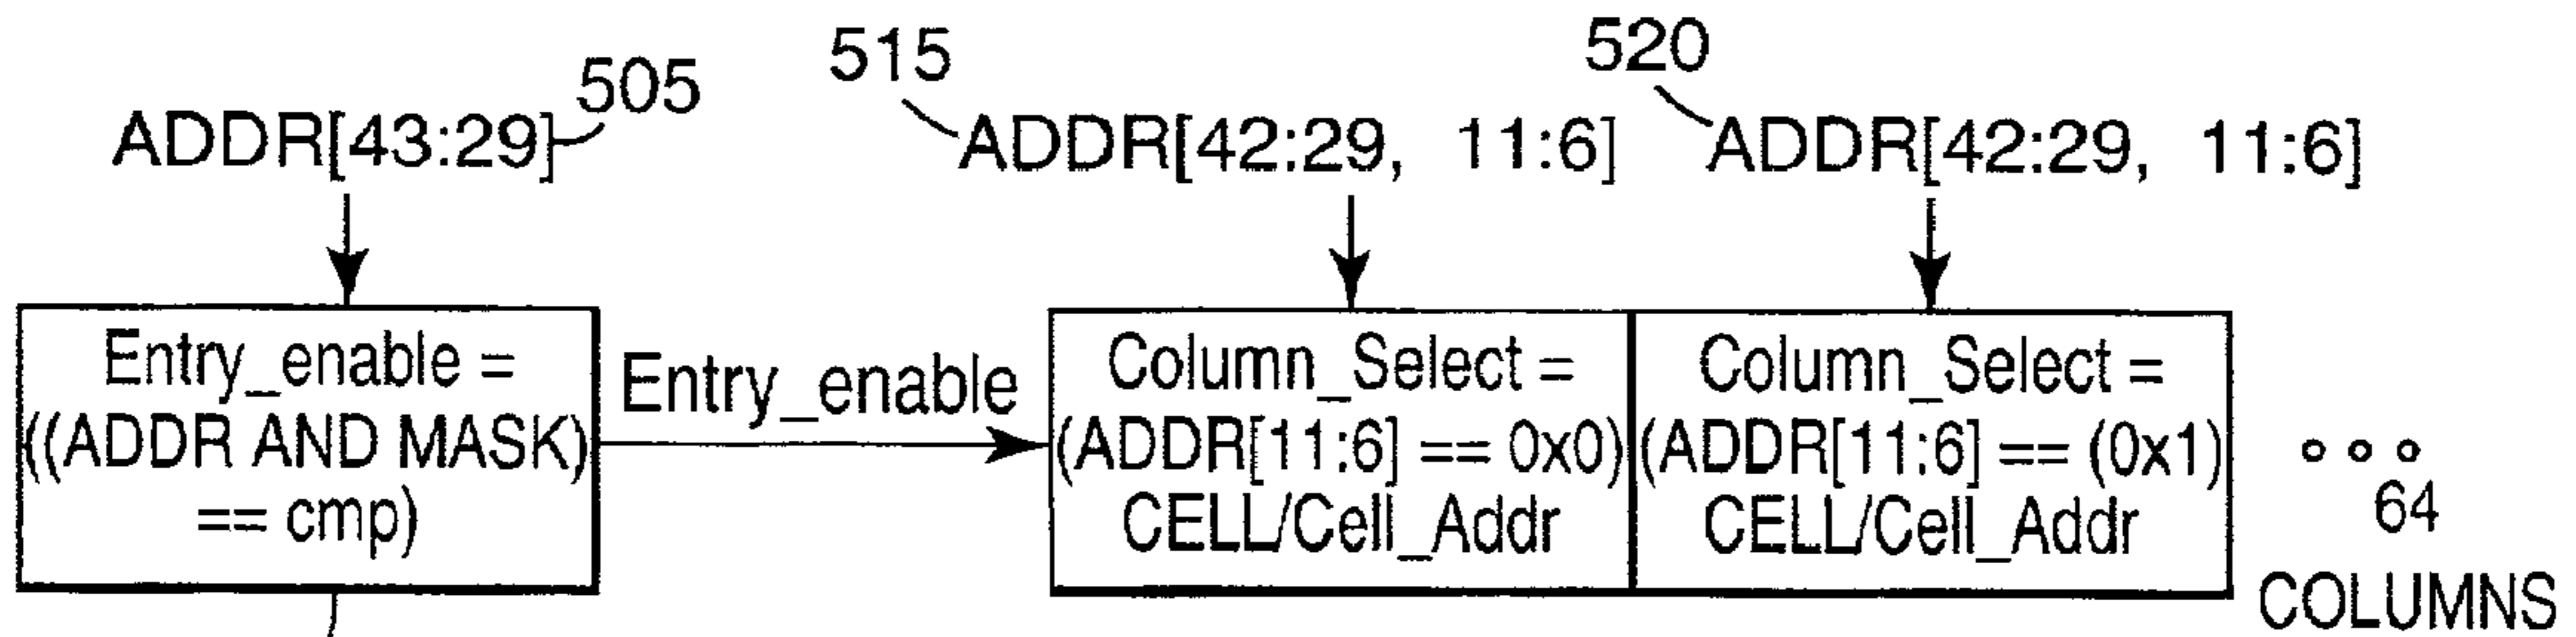 505
515
520
ADDR[43:29]
ADDR[42:29, 11:6]
ADDR[42:29, 11:6]
Entry_enable =
((ADDR AND MASK)
== cmp)
Entry_enable
Column_Select =
(ADDR[11:6] == 0x0)
CELL/Cell_Addr
Column_Select =
(ADDR[11:6] == (0x1)
CELL/Cell_Addr
64
COLUMNS